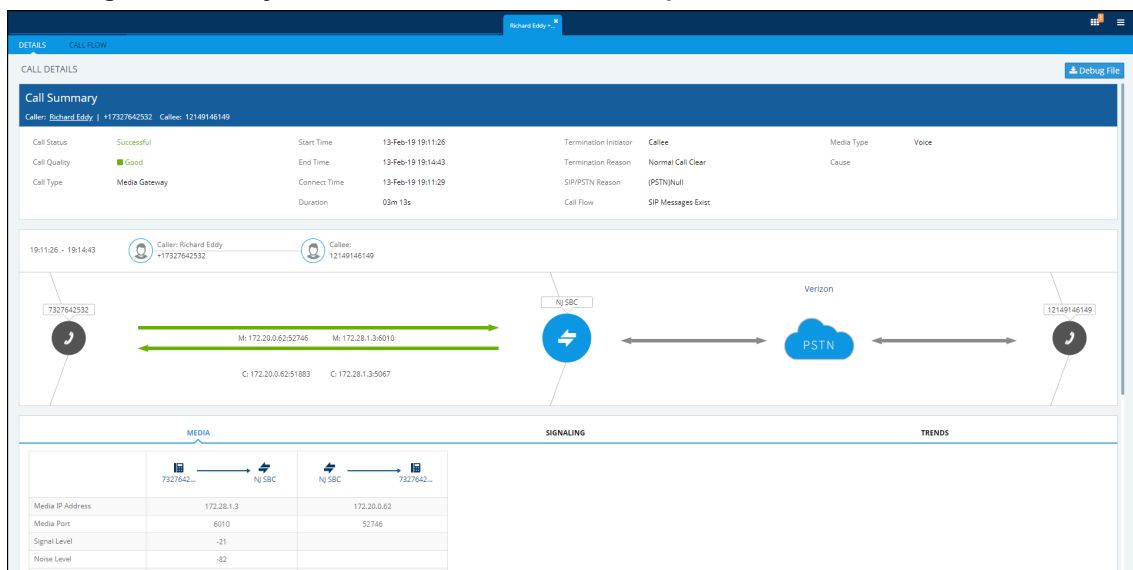 Richard Eddy +...
DETAILS CALL FLOW
CALL DETAILS
Debug File
Call Summary
Caller: Richard Eddy | +17327642532 Callee: 12149146149
Call Status Successful Start Time 13-Feb-19 19:11:26 Termination Initiator Callee Media Type Voice
Call Quality Good End Time 13-Feb-19 19:14:43 Termination Reason Normal Call Clear Cause
Call Type Media Gateway Connect Time 13-Feb-19 19:11:29 SIP/PSTN Reason (PSTN)Null
Duration 03m 13s Call Flow SIP Messages Exist
19:11:26 - 19:14:43 Caller: Richard Eddy Callee:
+17327642532 12149146149
Verizon
7327642532 NJ SBC 12149146149
M: 172.20.0.62:52746 M: 172.28.1.3:6010
PSTN
C: 172.20.0.62:51883 C: 172.28.1.3:5067
MEDIA SIGNALING TRENDS
7327642... NJ SBC NJ SBC 7327642...
Media IP Address 172.28.1.3 172.20.0.62
Media Port 6010 52746
Signal Level -21
Noise Level -82